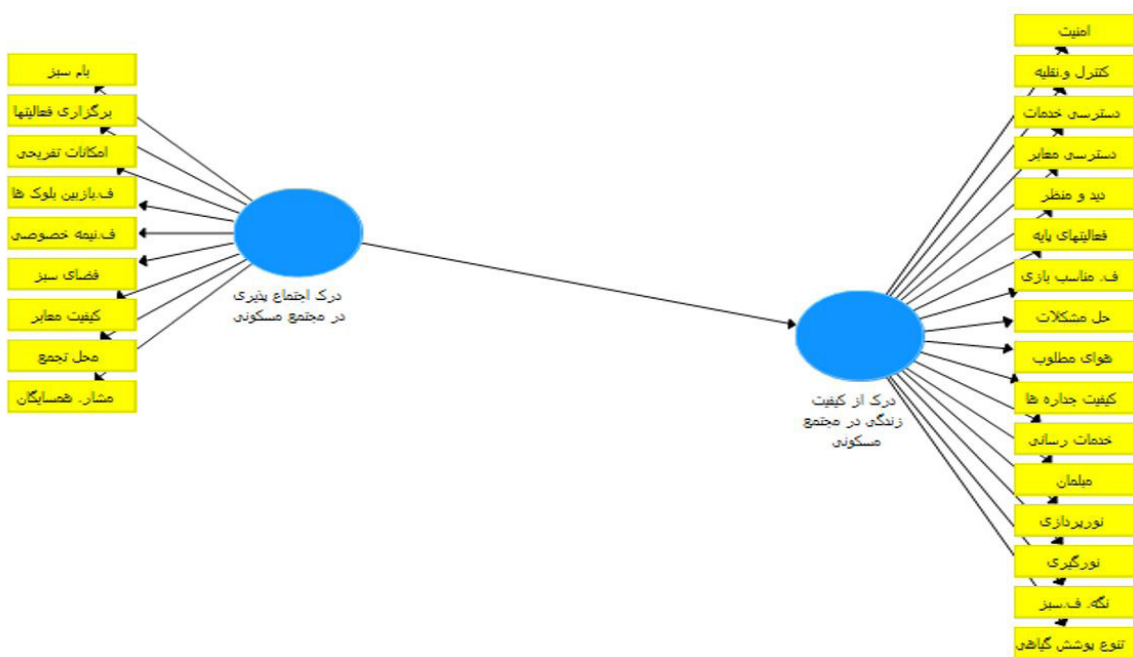 امنیت
کنترل و.نقلیه
دسترسی خدمات
دسترسی معابر
دید و منظر
فعالیتهای پایه
ف. مناسب بازی
حل مشکلات
هوای مطلوب
کیفیت جداره ها
خدمات رسانی
مبلمان
نورپردازی
نورگیری
نگه. ف.سبز
تنوع پوشش گیاهی
درک از کیفیت
زندگی در مجتمع
مسکونی
درک اجتماع پذیری
در مجتمع مسکونی
بام سبز
برگزاری فعالیتها
امکانات تفریحی
ف.بازبین بلوک ها
ف.نیمه خصوصی
فضای سبز
کیفیت معابر
محل تجمع
مشار. همسایگان